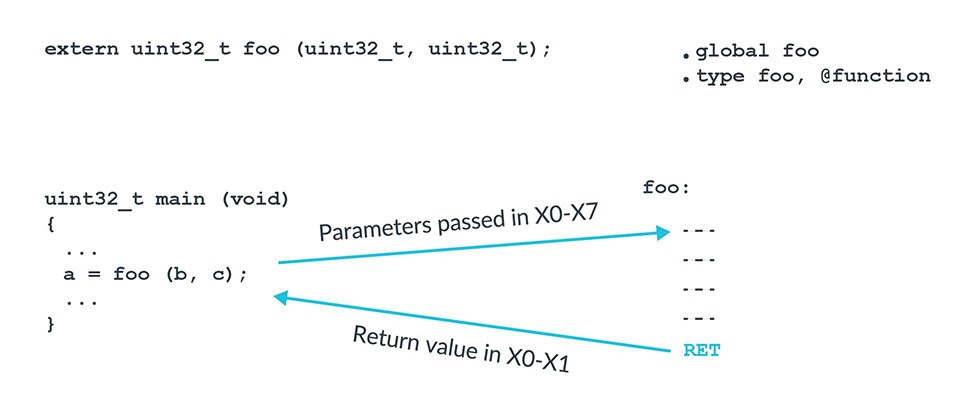 extern uint32_t foo (uint32_t, uint32_t);
.global foo
.type foo, @function
uint32_t main (void)
{
...
a = foo (b, c);
...
}
Parameters passed in X0-X7
Return value in X0-X1
foo:
---
---
---
---
RET